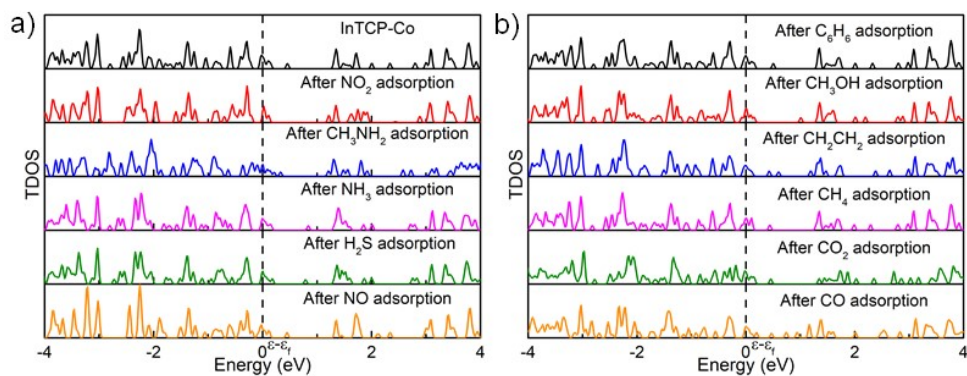 a)
InTCP-Co
After NO₂ adsorption
After CH₃NH₂ adsorption
After NH₃ adsorption
After H₂S adsorption
After NO adsorption
TDOS
-4 -2 0 2 4
ε-εf
Energy (eV)
b)
After C₆H₆ adsorption
After CH₃OH adsorption
After CH₂CH₂ adsorption
After CH₄ adsorption
After CO₂ adsorption
After CO adsorption
TDOS
-4 -2 0 2 4
ε-εf
Energy (eV)